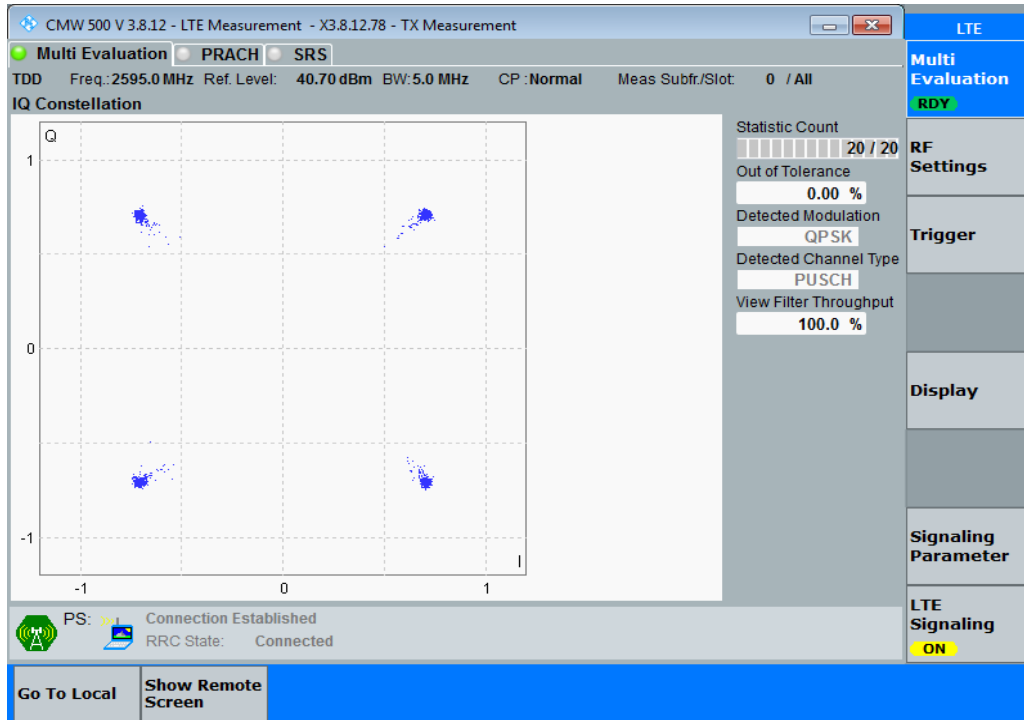 CMW 500 V 3.8.12 - LTE Measurement - X3.8.12.78 - TX Measurement
LTE
Multi Evaluation PRACH SRS
Multi
Evaluation
RDY
TDD Freq.:2595.0 MHz Ref. Level: 40.70 dBm BW:5.0 MHz CP :Normal Meas Subfr./Slot: 0 / All
IQ Constellation
Q
1
0
-1
I
-1 0 1
Statistic Count
20 / 20
Out of Tolerance
0.00 %
Detected Modulation
QPSK
Detected Channel Type
PUSCH
View Filter Throughput
100.0 %
RF
Settings
Trigger
Display
Signaling
Parameter
LTE
Signaling
ON
PS: Connection Established
RRC State: Connected
Go To Local
Show Remote
Screen